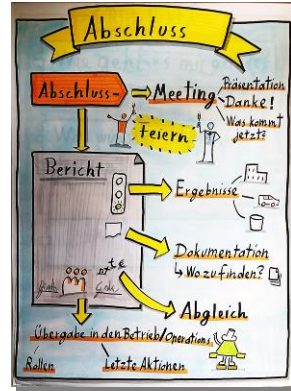 Abschluss
Abschluss-
Meeting
Präsentation
Danke!
Was kommt
jetzt?
Feiern
Bericht
Ergebnisse
Dokumentation
↳ Wo zu finden?
Abgleich
Übergabe in den Betrieb/Operations
Rollen
Letzte Aktionen